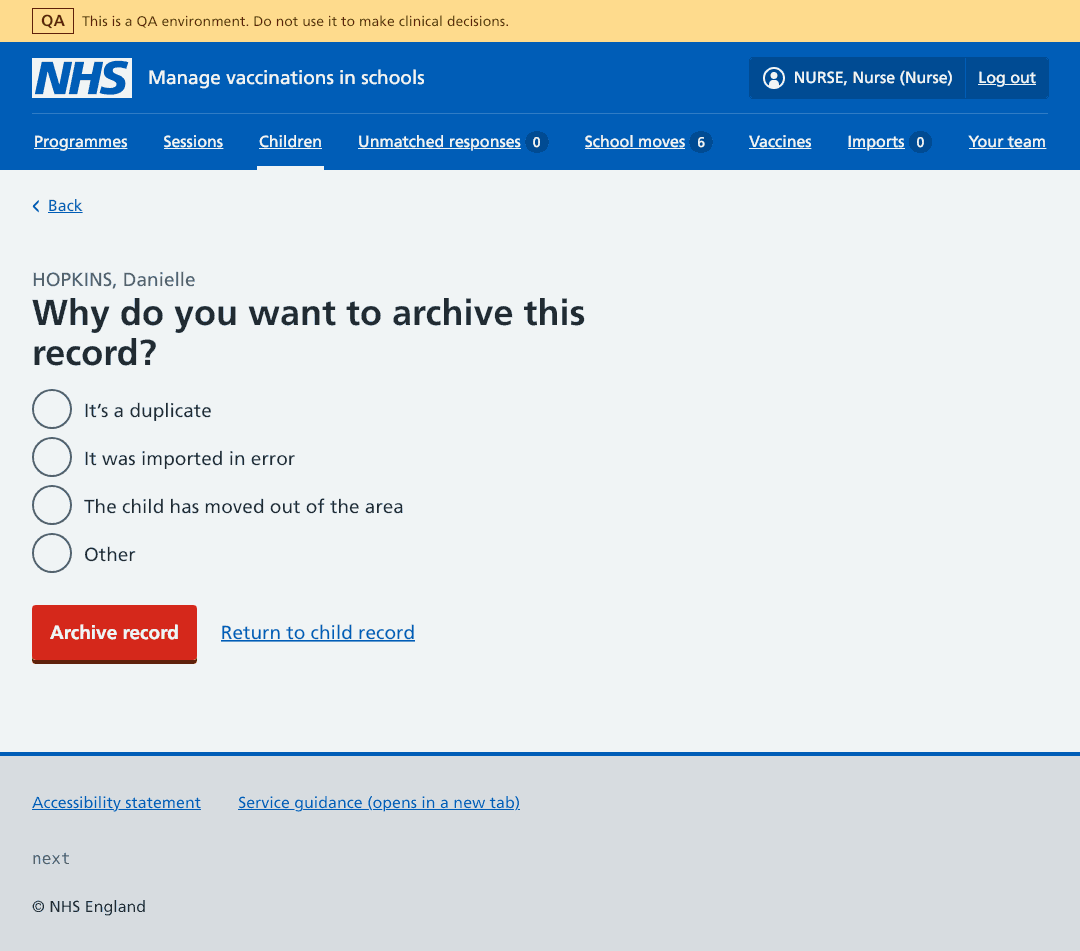 QA This is a QA environment. Do not use it to make clinical decisions.
NHS Manage vaccinations in schools NURSE, Nurse (Nurse) Log out
Programmes Sessions Children Unmatched responses 0 School moves 6 Vaccines Imports 0 Your team
Back
HOPKINS, Danielle
Why do you want to archive this
record?
It’s a duplicate
It was imported in error
The child has moved out of the area
Other
Archive record Return to child record
Accessibility statement Service guidance (opens in a new tab)
next
© NHS England